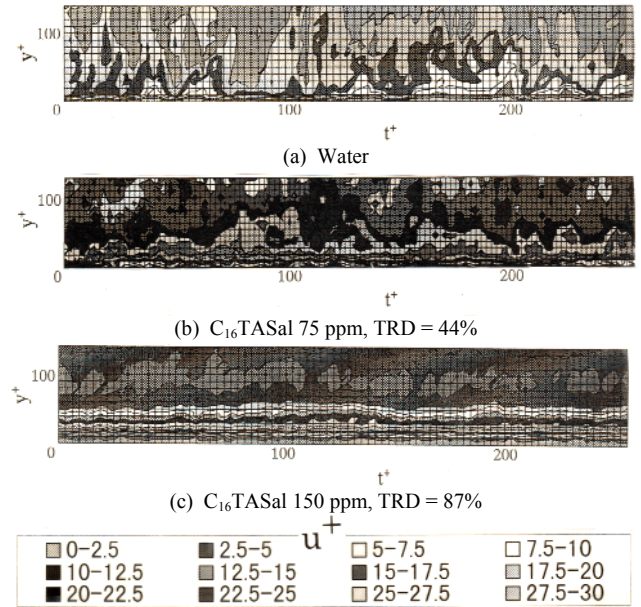 y⁺
100
0
100
200
t⁺
(a) Water
y⁺
100
0
100
200
t⁺
(b) C₁₆TASal 75 ppm, TRD = 44%
y⁺
100
0
100
200
t⁺
(c) C₁₆TASal 150 ppm, TRD = 87%
u⁺
0-2.5 2.5-5 5-7.5 7.5-10
10-12.5 12.5-15 15-17.5 17.5-20
20-22.5 22.5-25 25-27.5 27.5-30